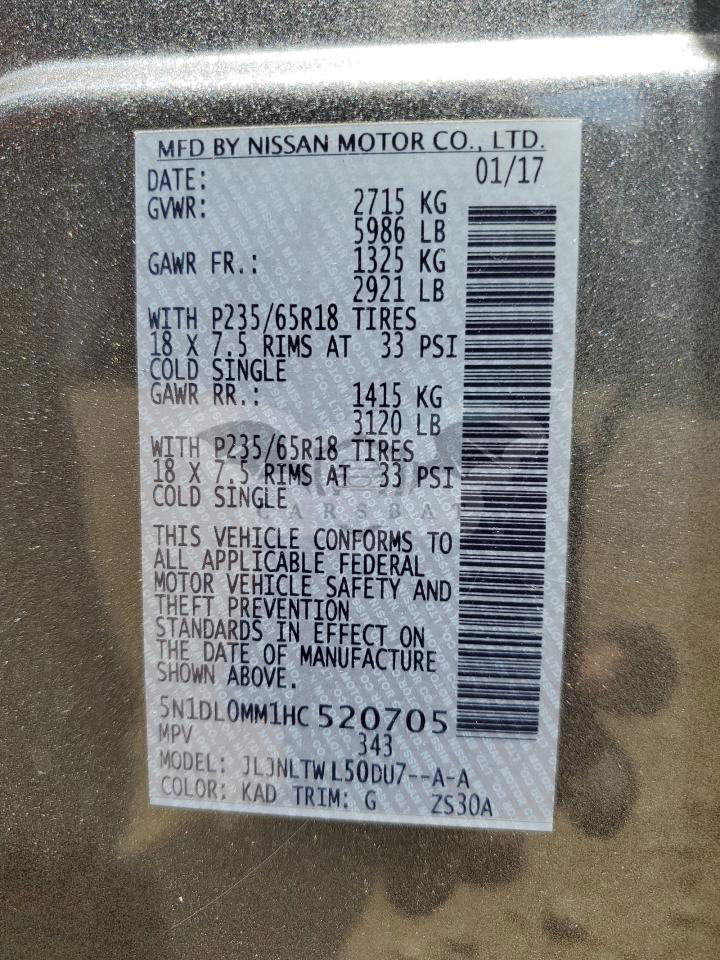 MFD BY NISSAN MOTOR CO., LTD.
DATE: 01/17
GVWR: 2715 KG
5986 LB
GAWR FR.: 1325 KG
2921 LB
WITH P235/65R18 TIRES
18 X 7.5 RIMS AT 33 PSI
COLD SINGLE
GAWR RR.: 1415 KG
3120 LB
WITH P235/65R18 TIRES
18 X 7.5 RIMS AT 33 PSI
COLD SINGLE
THIS VEHICLE CONFORMS TO
ALL APPLICABLE FEDERAL
MOTOR VEHICLE SAFETY AND
THEFT PREVENTION
STANDARDS IN EFFECT ON
THE DATE OF MANUFACTURE
SHOWN ABOVE.
5N1DL0MM1HC 520705
MPV 343
MODEL: JLJNLTW L50DU7--A-A
COLOR: KAD TRIM: G ZS30A